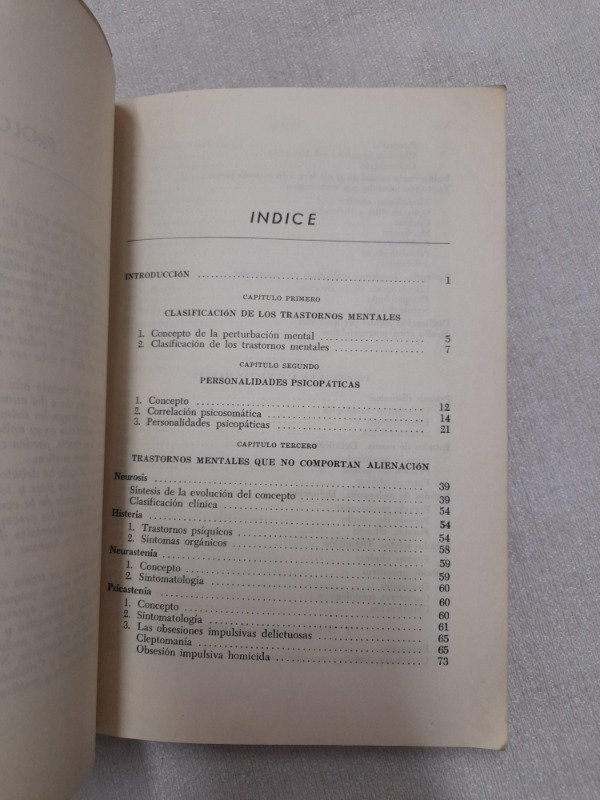 PROLO
INDICE
INTRODUCCIÓN ........ 1
CAPITULO PRIMERO
CLASIFICACIÓN DE LOS TRASTORNOS MENTALES
1. Concepto de la perturbación mental ........ 5
2. Clasificación de los trastornos mentales ........ 7
CAPITULO SEGUNDO
PERSONALIDADES PSICOPÁTICAS
1. Concepto ........ 12
2. Correlación psicosomática ........ 14
3. Personalidades psicopáticas ........ 21
CAPITULO TERCERO
TRASTORNOS MENTALES QUE NO COMPORTAN ALIENACIÓN
Neurosis ........ 39
Síntesis de la evolución del concepto ........ 39
Clasificación clínica ........ 54
Histeria ........ 54
1. Trastornos psíquicos ........ 54
2. Síntomas orgánicos ........ 58
Neurastenia ........ 59
1. Concepto ........ 59
2. Sintomatología ........ 60
Psicastenia ........ 60
1. Concepto ........ 60
2. Sintomatología ........ 61
3. Las obsesiones impulsivas delictuosas ........ 65
Cleptomanía ........ 65
Obsesión impulsiva homicida ........ 73